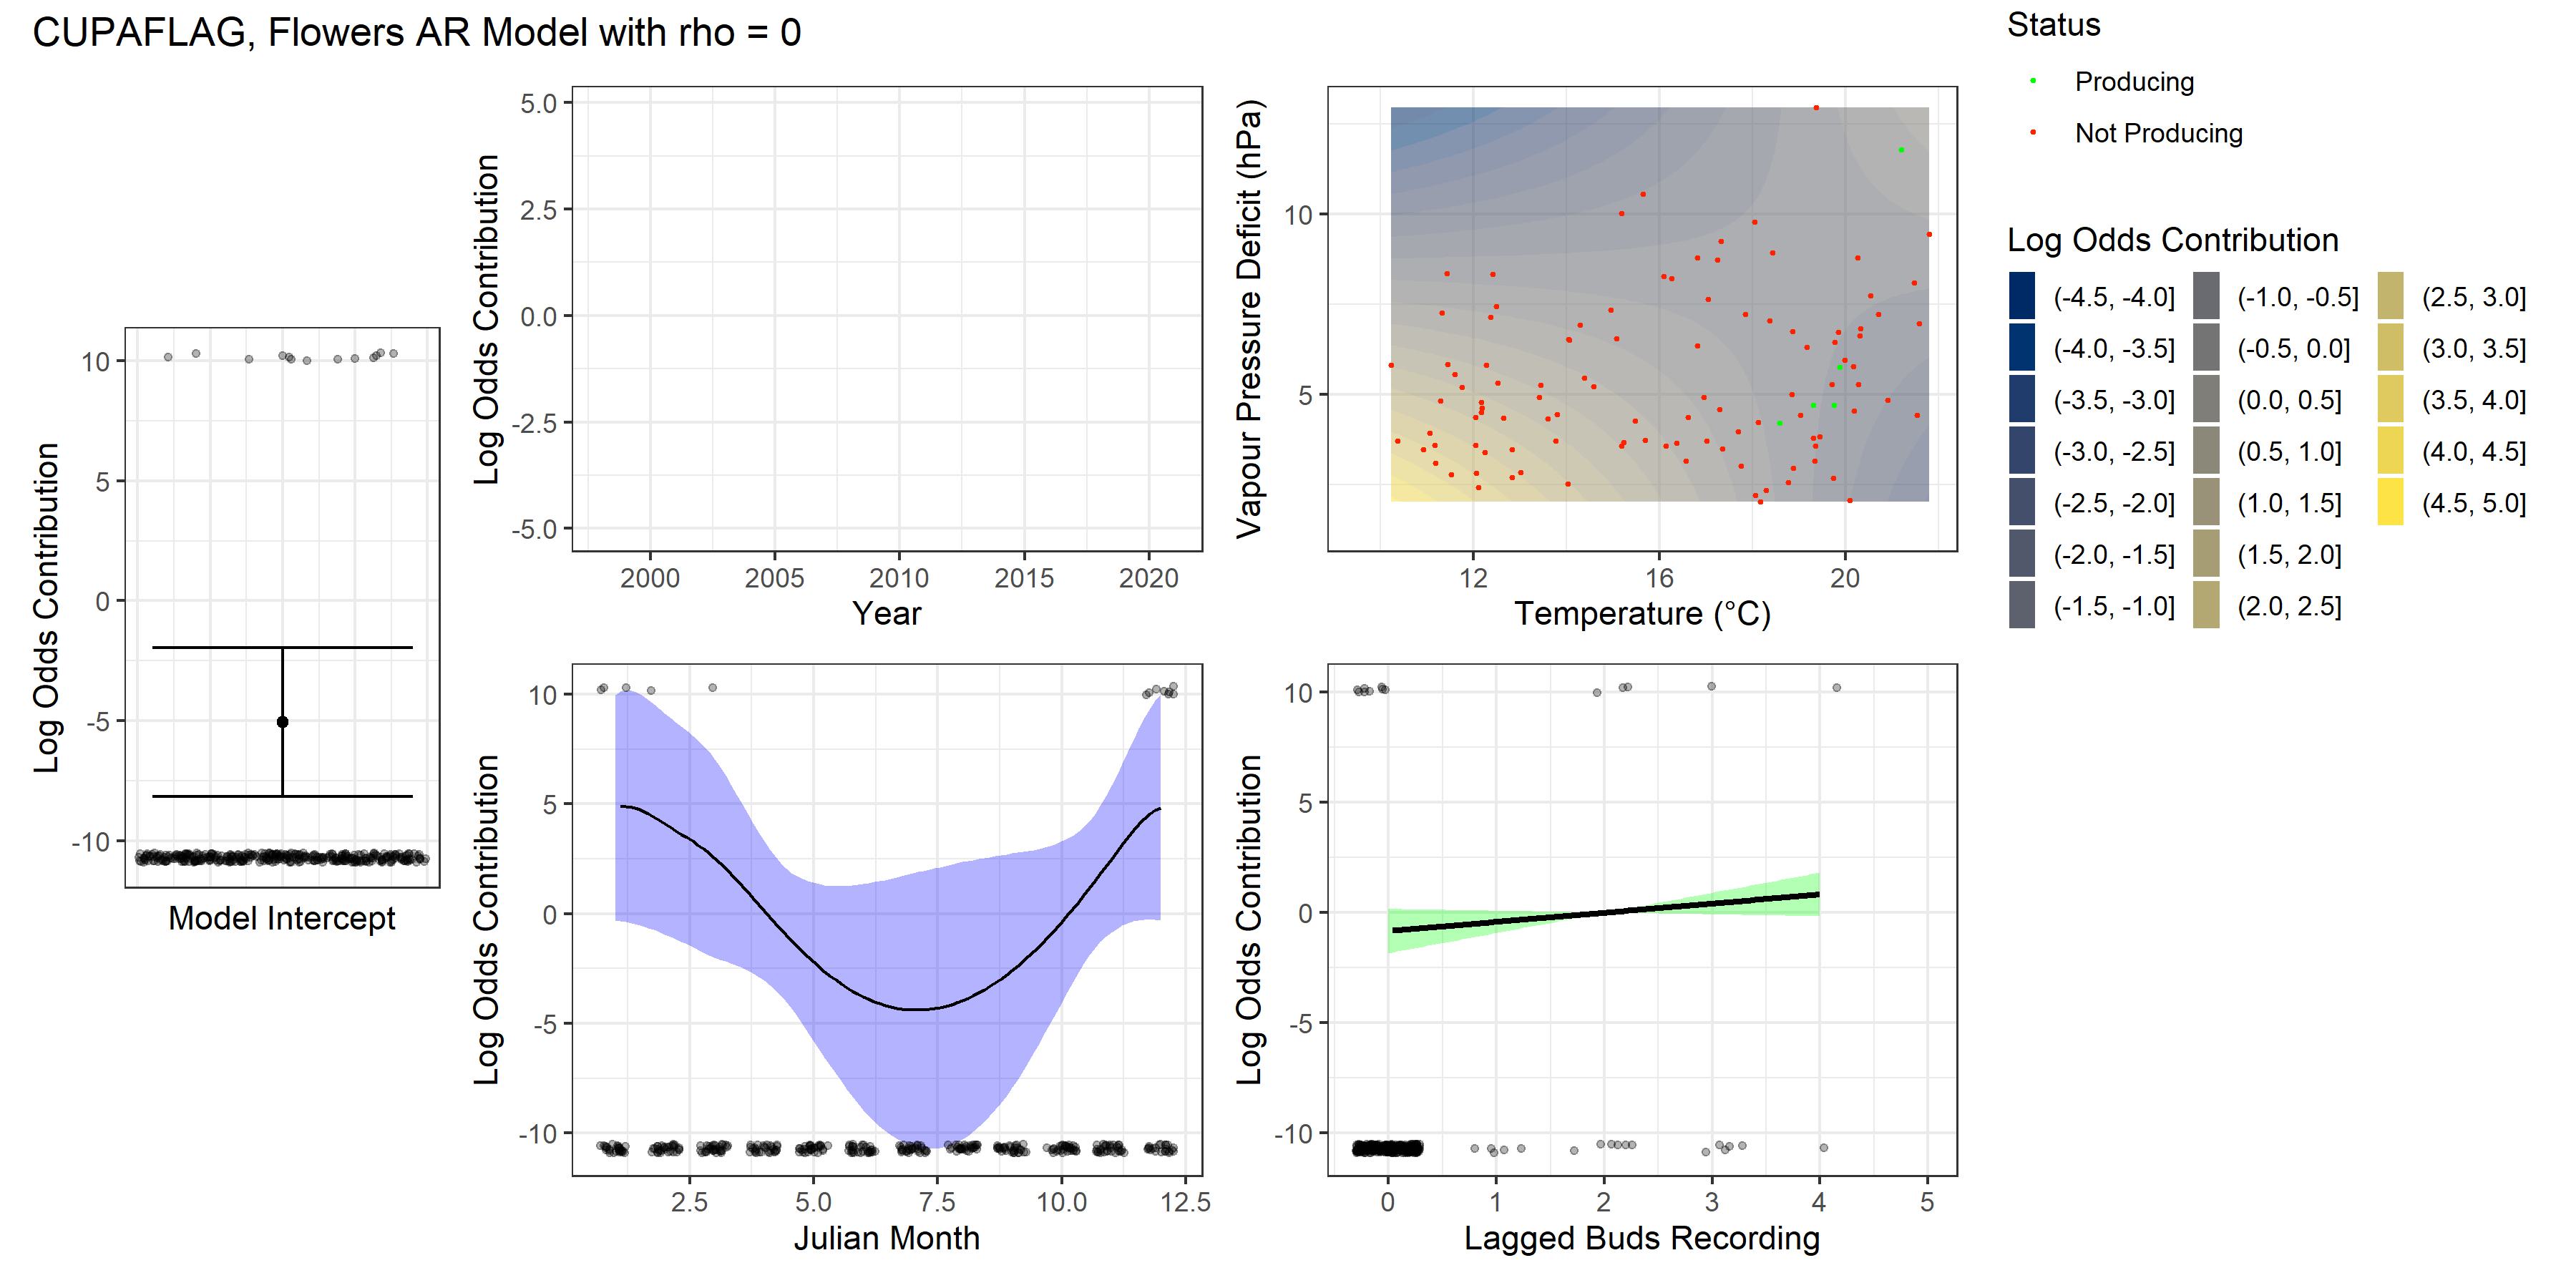 CUPAFLAG, Flowers AR Model with rho = 0
Log Odds Contribution
10
5
0
-5
-10
Model Intercept
Log Odds Contribution
5.0
2.5
0.0
-2.5
-5.0
2000 2005 2010 2015 2020
Year
Vapour Pressure Deficit (hPa)
10
5
12 16 20
Temperature (°C)
Log Odds Contribution
10
5
0
-5
-10
2.5 5.0 7.5 10.0 12.5
Julian Month
Log Odds Contribution
10
5
0
-5
-10
0 1 2 3 4 5
Lagged Buds Recording
Status
Producing
Not Producing
Log Odds Contribution
(-4.5, -4.0] (-1.0, -0.5] (2.5, 3.0]
(-4.0, -3.5] (-0.5, 0.0] (3.0, 3.5]
(-3.5, -3.0] (0.0, 0.5] (3.5, 4.0]
(-3.0, -2.5] (0.5, 1.0] (4.0, 4.5]
(-2.5, -2.0] (1.0, 1.5] (4.5, 5.0]
(-2.0, -1.5] (1.5, 2.0]
(-1.5, -1.0] (2.0, 2.5]